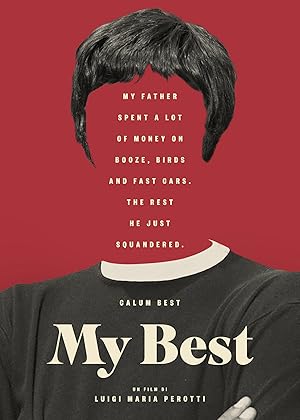 MY FATHER
SPENT A LOT
OF MONEY ON
BOOZE, BIRDS
AND FAST CARS.
THE REST
HE JUST
SQUANDERED.
CALUM BEST
My Best
UN FILM DI
LUIGI MARIA PEROTTI